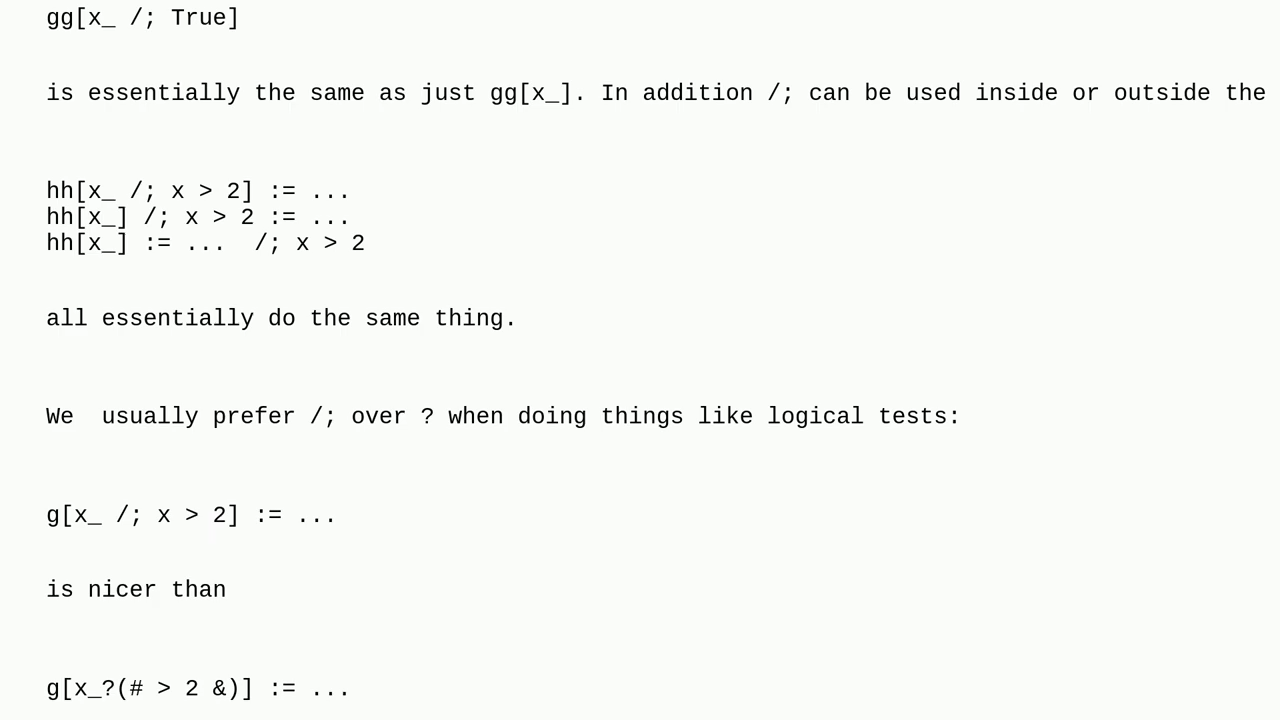 gg[x_ /; True]
is essentially the same as just gg[x_]. In addition /; can be used inside or outside the
hh[x_ /; x > 2] := ...
hh[x_] /; x > 2 := ...
hh[x_] := ...  /; x > 2
all essentially do the same thing.
We  usually prefer /; over ? when doing things like logical tests:
g[x_ /; x > 2] := ...
is nicer than
g[x_?(# > 2 &)] := ...